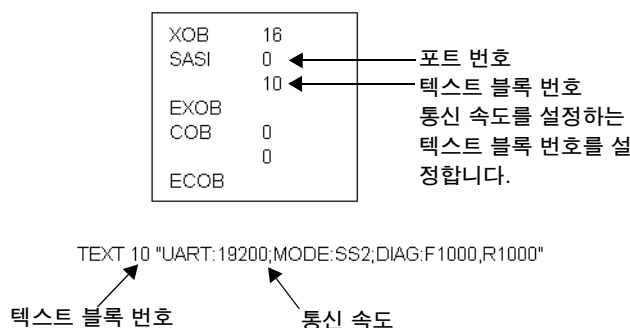 XOB 16
SASI 0
10
EXOB
COB 0
0
ECOB
포트 번호
텍스트 블록 번호
통신 속도를 설정하는
텍스트 블록 번호를 설
정합니다.
TEXT 10 "UART:19200;MODE:SS2;DIAG:F1000,R1000"
텍스트 블록 번호
통신 속도